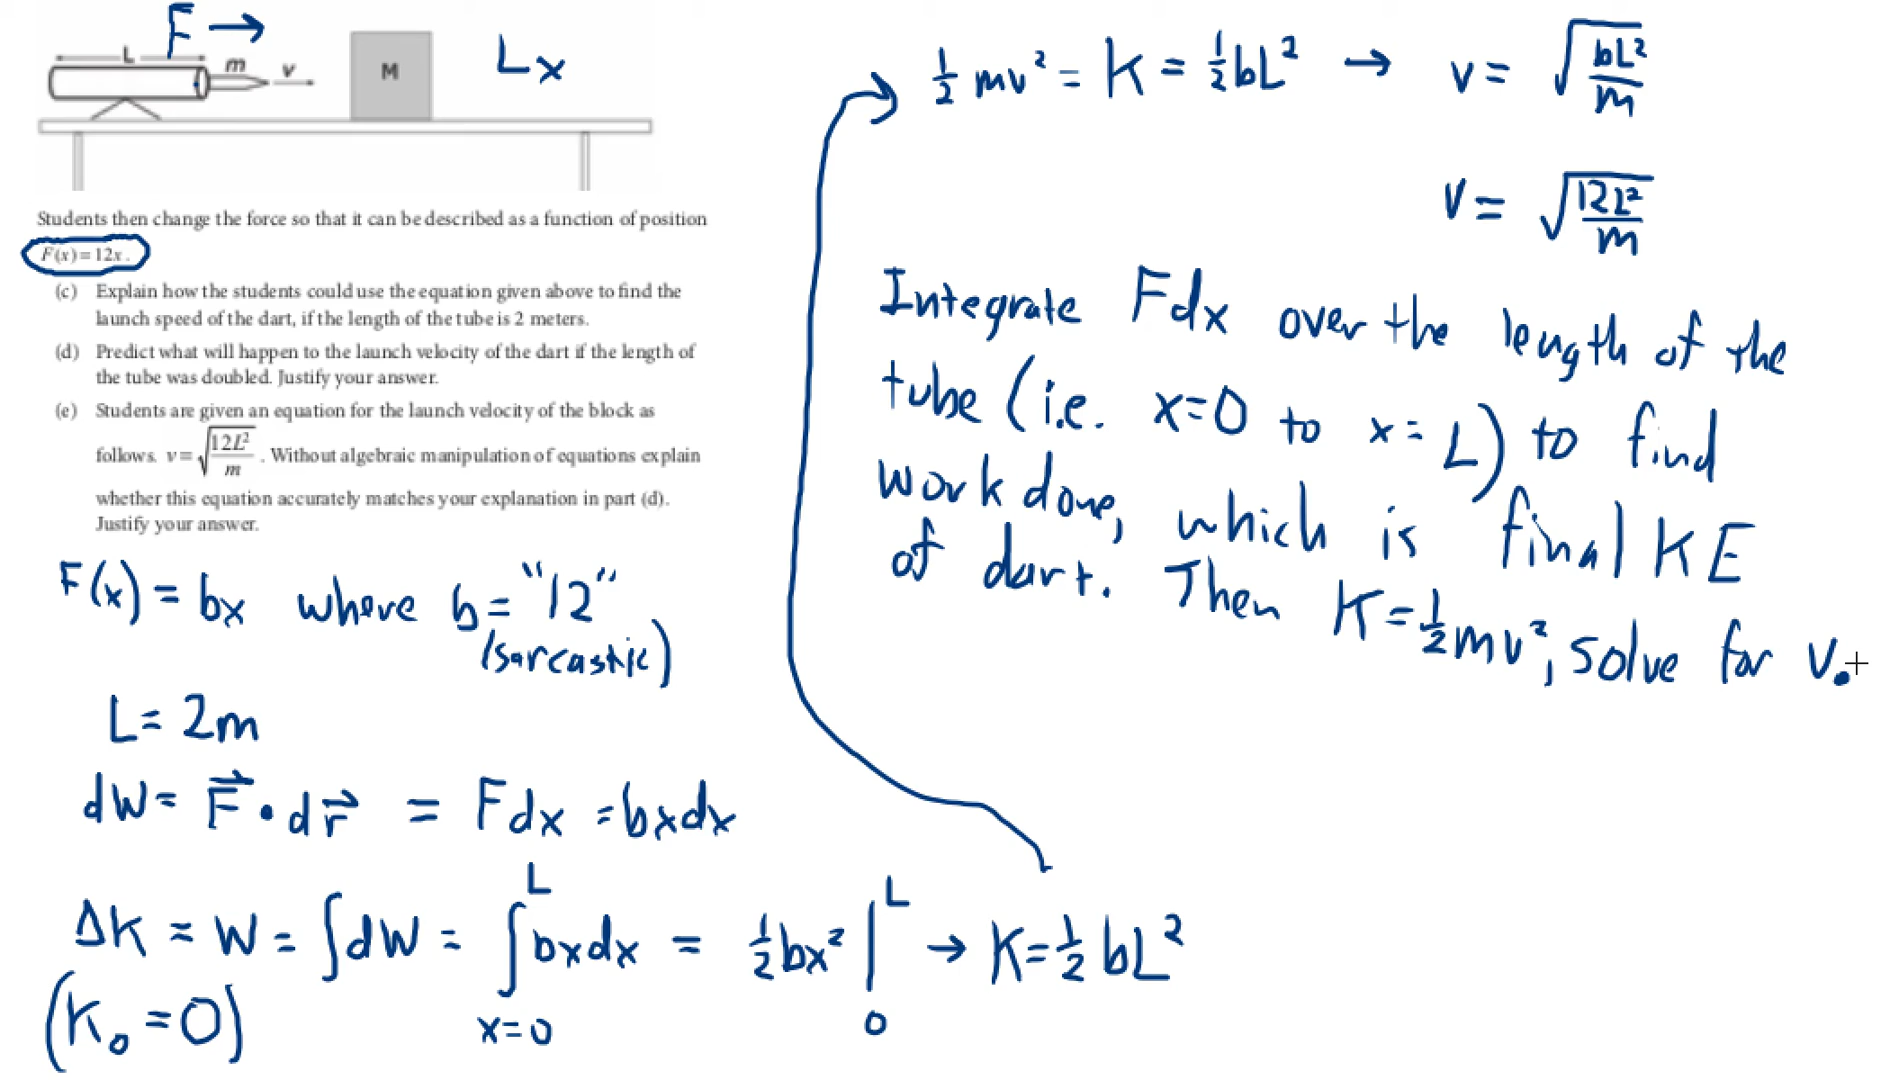 F →
L
m
v
M
L x
Students then change the force so that it can be described as a function of position
F(x)=12x.
(c) Explain how the students could use the equation given above to find the
launch speed of the dart, if the length of the tube is 2 meters.
(d) Predict what will happen to the launch velocity of the dart if the length of
the tube was doubled. Justify your answer.
(e) Students are given an equation for the launch velocity of the block as
follows. v=√(12L²/m). Without algebraic manipulation of equations explain
whether this equation accurately matches your explanation in part (d).
Justify your answer.
F(x) = bx where b = "12"
(sarcastic)
L = 2m
dW = F⃗ • dr⃗ = Fdx = bxdx
ΔK = W = ∫dW = ∫_{x=0}^{L} bxdx = ½bx² |_0^L → K = ½ bL²
(K₀ = 0)
½ mv² = K = ½bL² → v = √(bL²/m)
v = √(12L²/m)
Integrate Fdx over the length of the
tube (i.e. x=0 to x=L) to find
work done, which is final KE
of dart. Then K=½mv², solve for v.